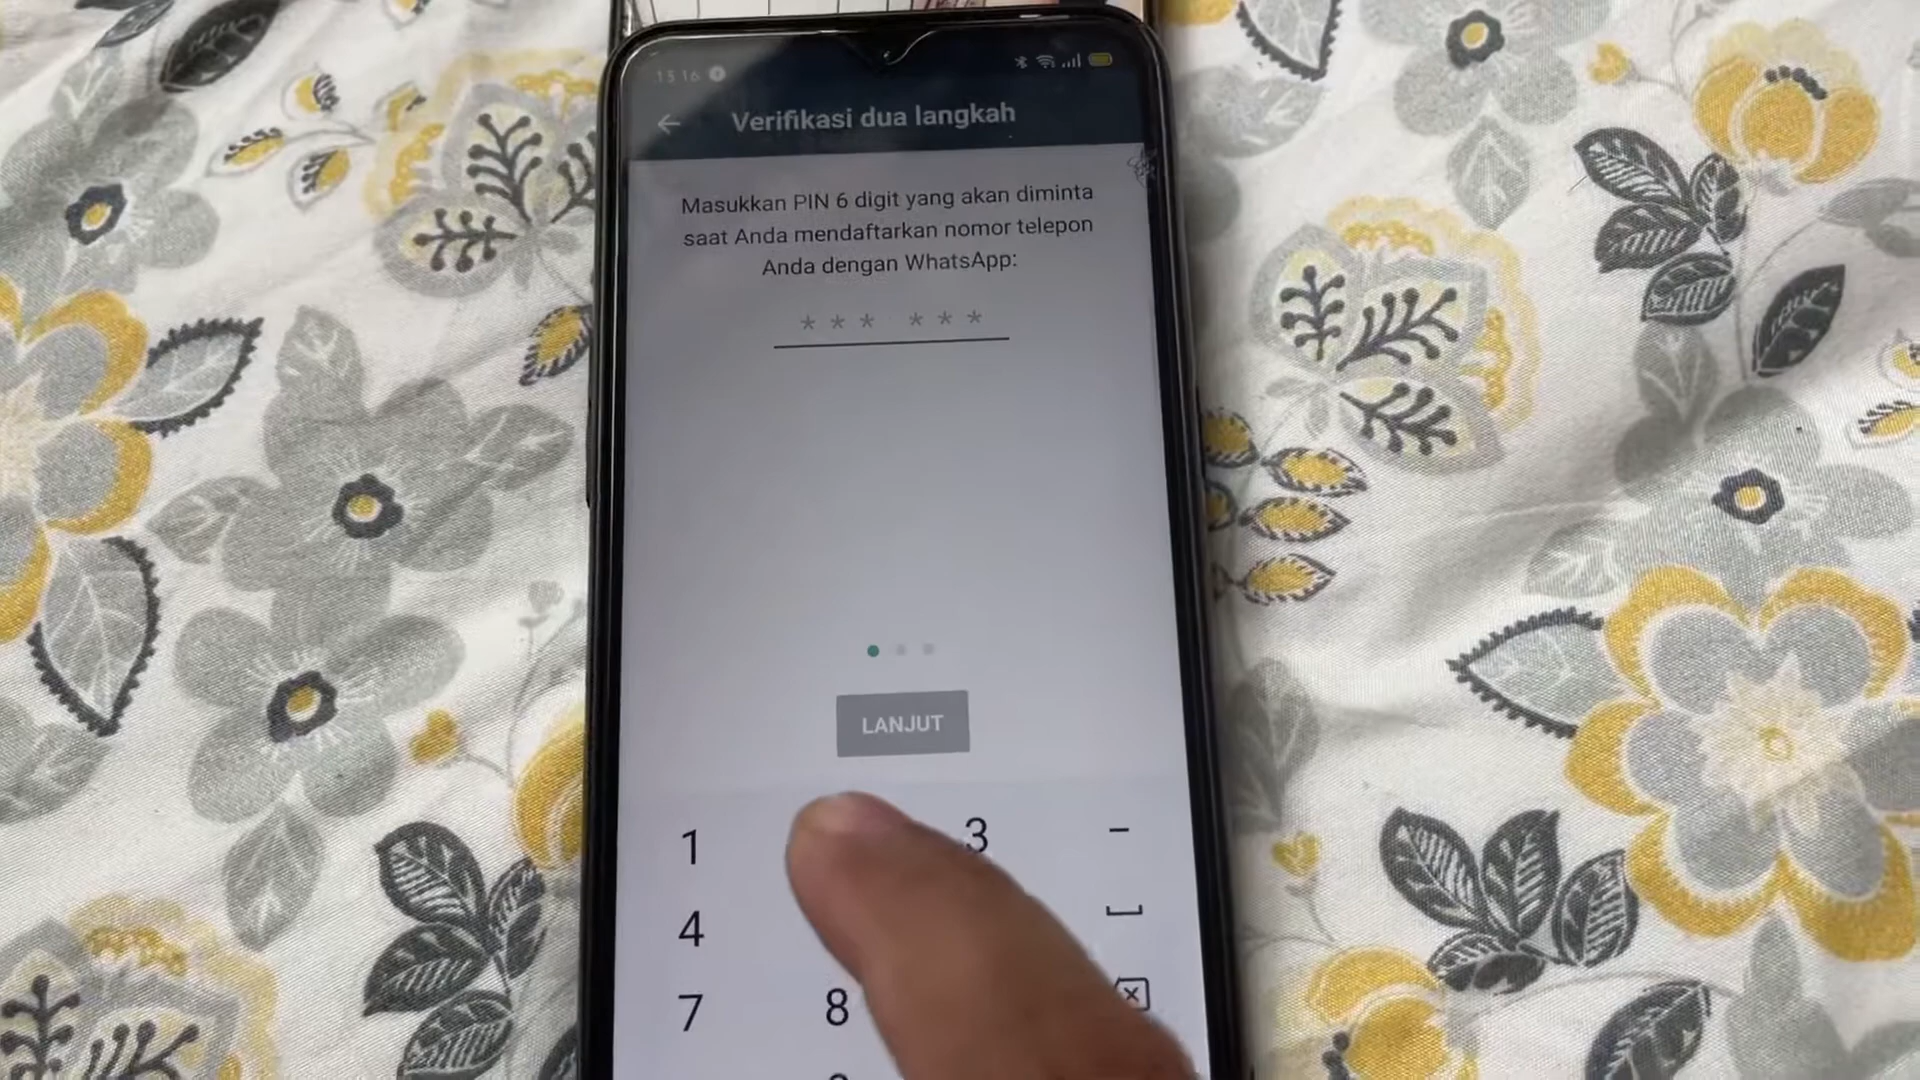 15 16
Verifikasi dua langkah
Masukkan PIN 6 digit yang akan diminta
saat Anda mendaftarkan nomor telepon
Anda dengan WhatsApp:
*** ***
LANJUT
1 3 -
4
7 8